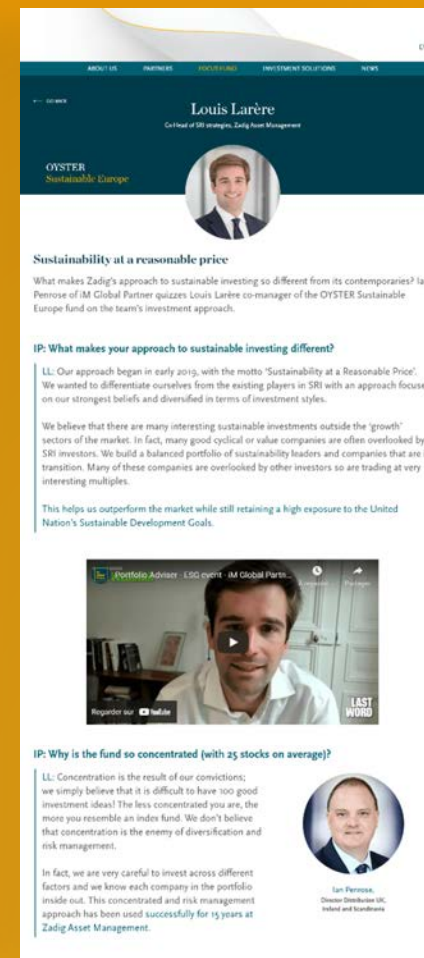 ABOUT US PARTNERS FOCUS FUND INVESTMENT SOLUTIONS NEWS
GO BACK
Louis Larère
Co-Head of SRI strategies, Zadig Asset Management
OYSTER
Sustainable Europe
Sustainability at a reasonable price
What makes Zadig's approach to sustainable investing so different from its contemporaries? Ia
Penrose of iM Global Partner quizzes Louis Larère co-manager of the OYSTER Sustainable
Europe fund on the team's investment approach.
IP: What makes your approach to sustainable investing different?
LL: Our approach began in early 2019, with the motto 'Sustainability at a Reasonable Price'.
We wanted to differentiate ourselves from the existing players in SRI with an approach focuse
on our strongest beliefs and diversified in terms of investment styles.
We believe that there are many interesting sustainable investments outside the 'growth'
sectors of the market. In fact, many good cyclical or value companies are often overlooked by
SRI investors. We build a balanced portfolio of sustainability leaders and companies that are i
transition. Many of these companies are overlooked by other investors so are trading at very
interesting multiples.
This helps us outperform the market while still retaining a high exposure to the United
Nation's Sustainable Development Goals.
Portfolio Adviser - ESG event - iM Global Partn...
Partager
Regarder sur YouTube
LAST
WORD
IP: Why is the fund so concentrated (with 25 stocks on average)?
LL: Concentration is the result of our convictions;
we simply believe that it is difficult to have 100 good
investment ideas! The less concentrated you are, the
more you resemble an index fund. We don't believe
that concentration is the enemy of diversification and
risk management.
In fact, we are very careful to invest across different
factors and we know each company in the portfolio
inside out. This concentrated and risk management
approach has been used successfully for 15 years at
Zadig Asset Management.
Ian Penrose,
Director Distribution UK,
Ireland and Scandinavia